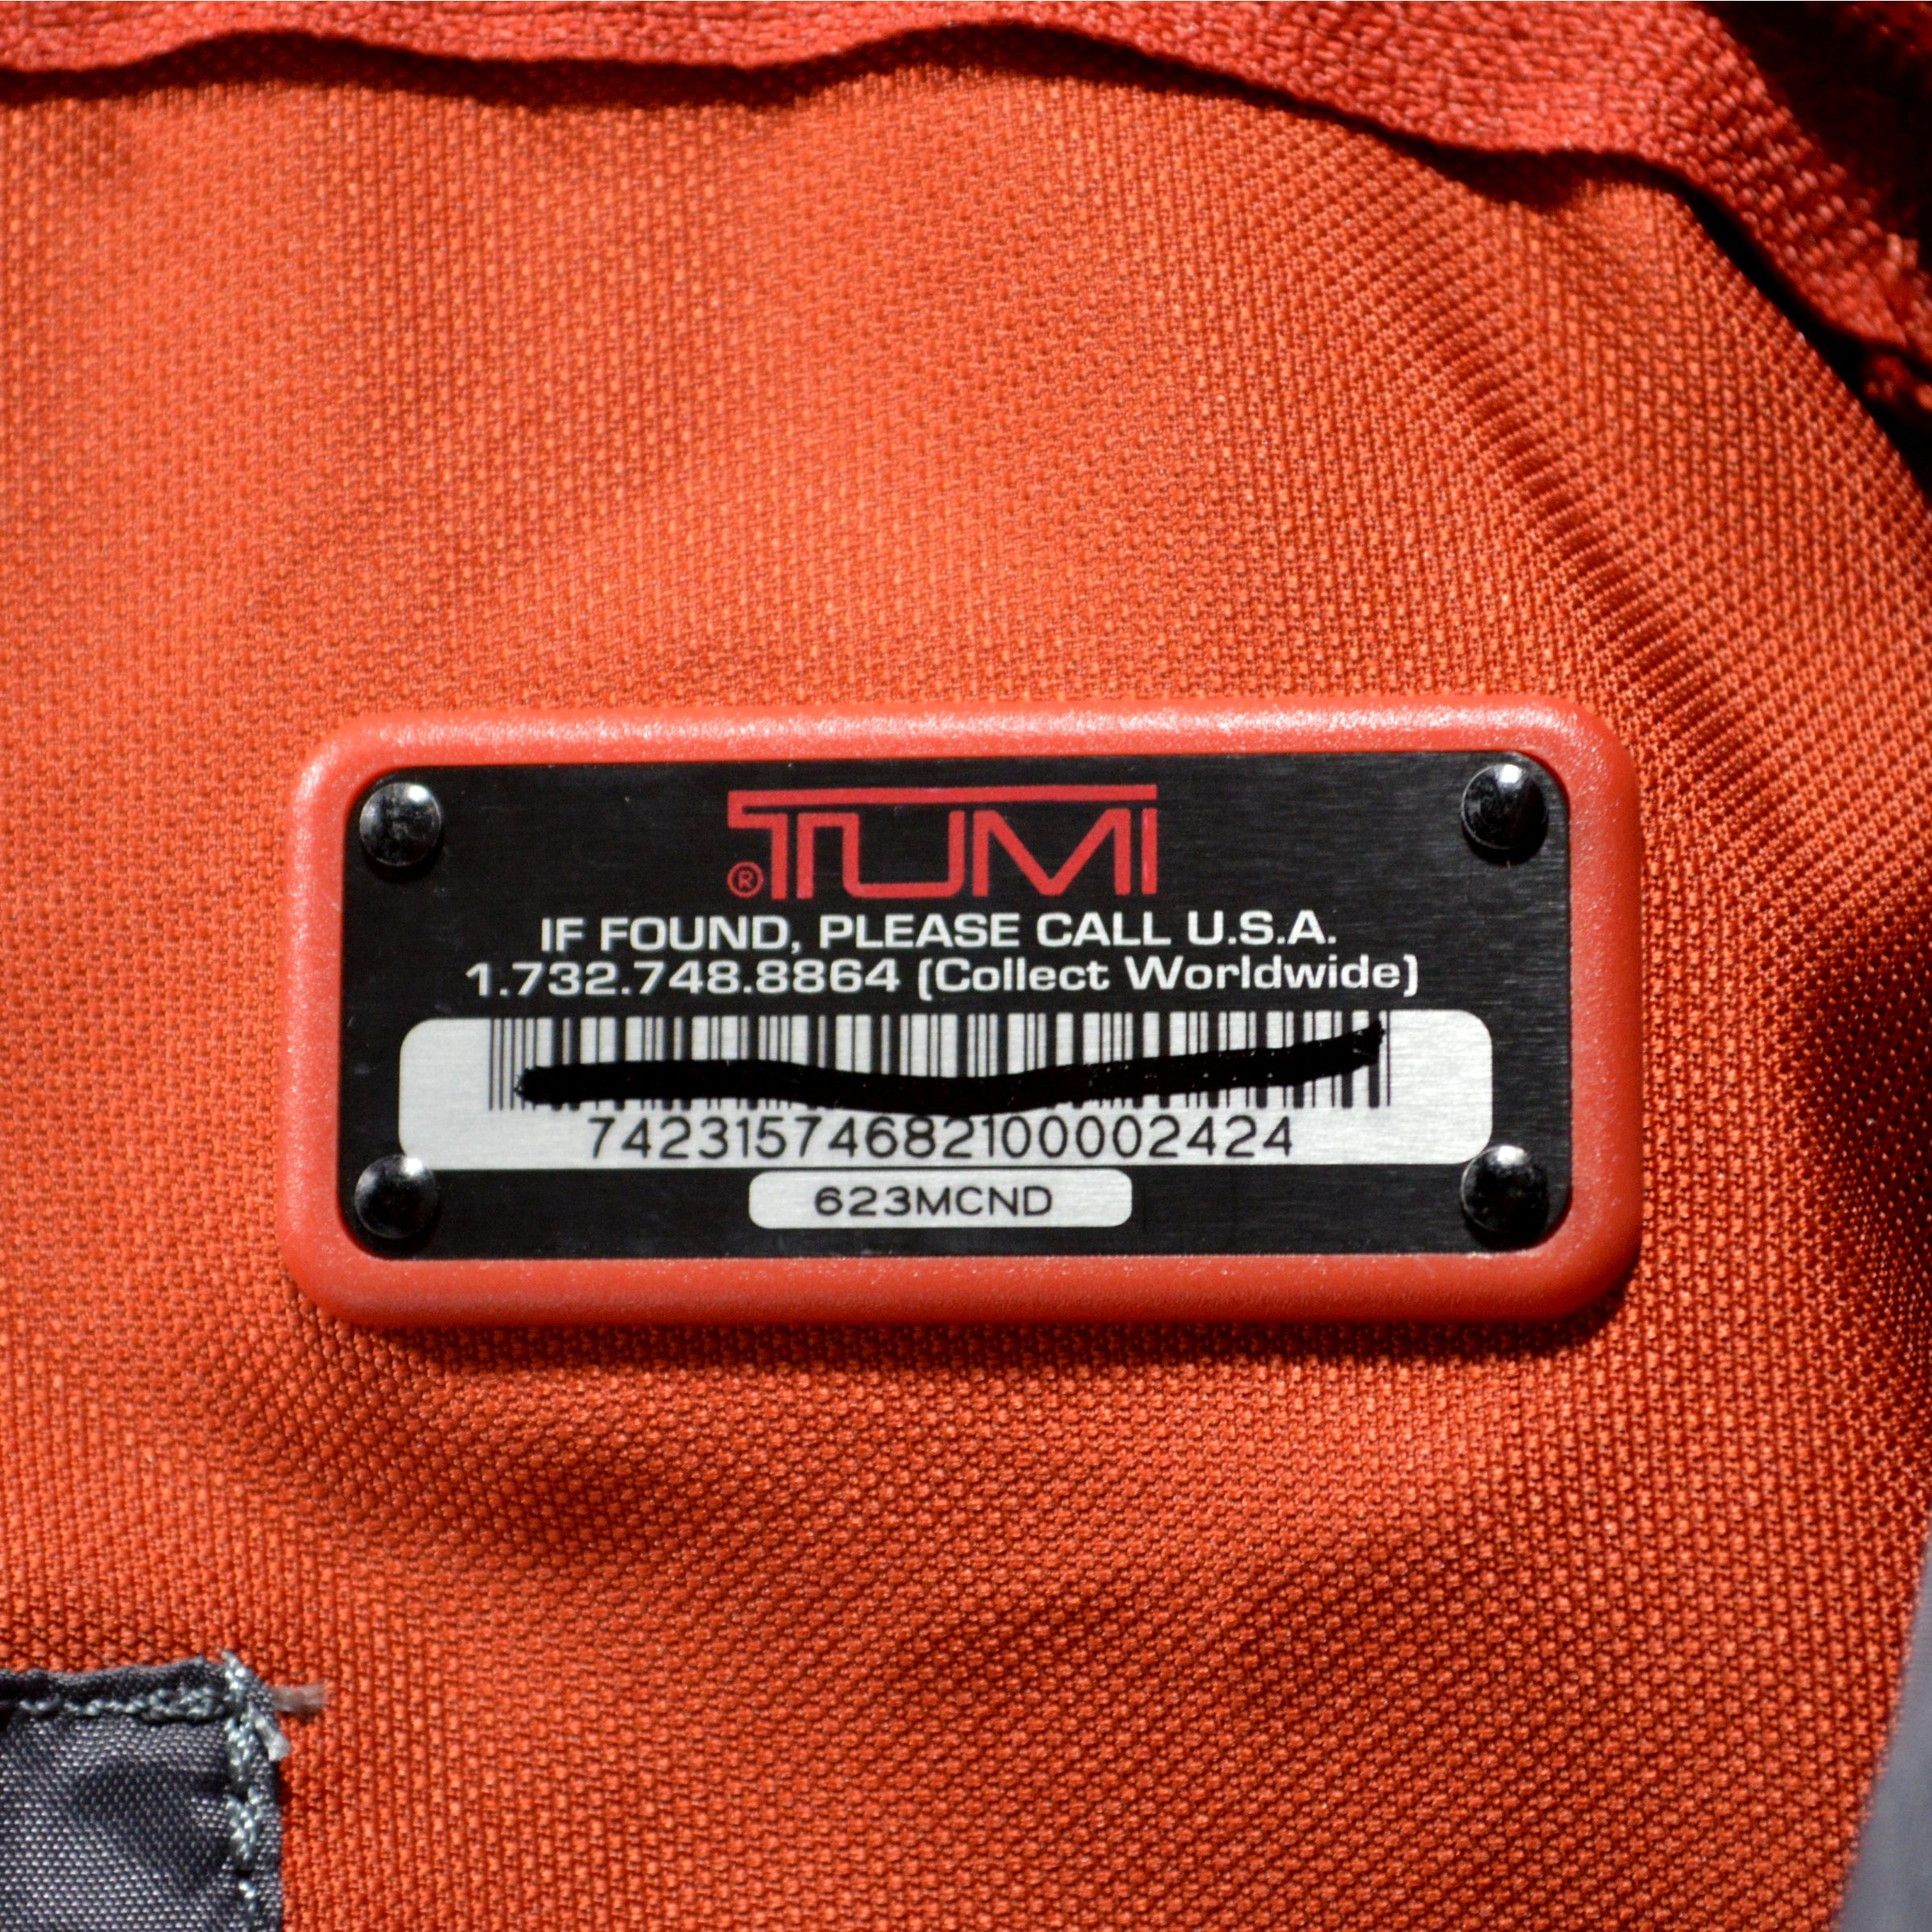 ®TUMI
IF FOUND, PLEASE CALL U.S.A.
1.732.748.8864 (Collect Worldwide)
74231574682100002424
623MCND